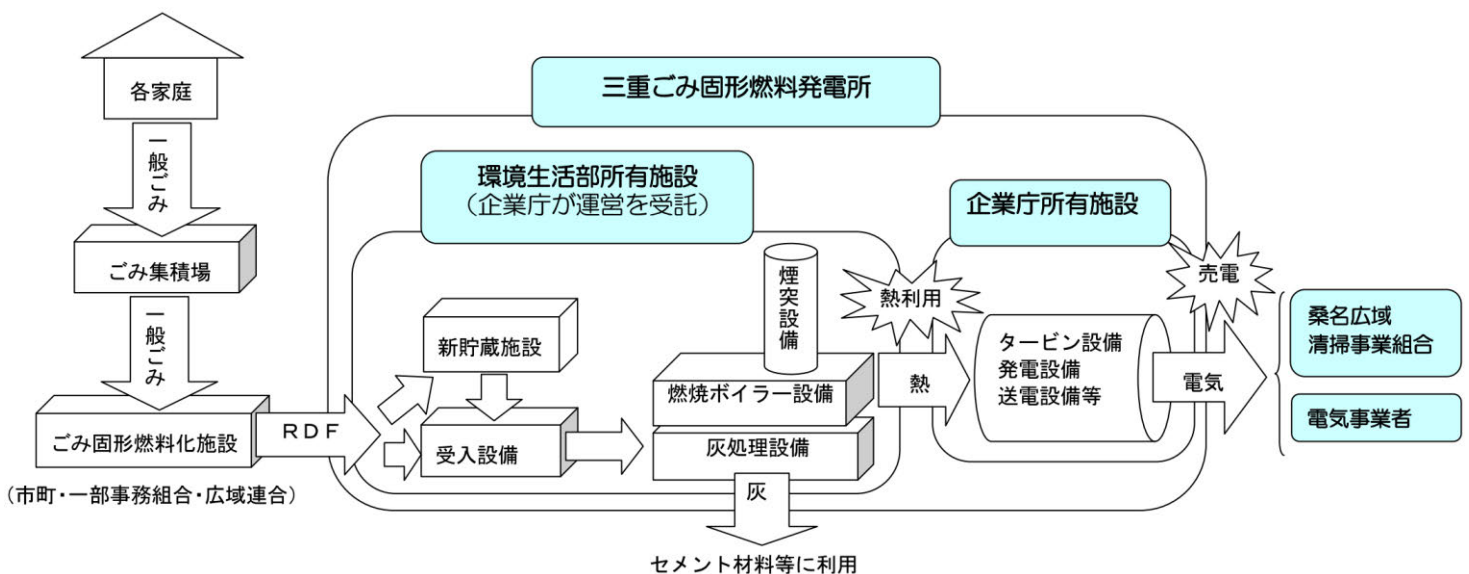 三重ごみ固形燃料発電所
各家庭
一般ごみ
ごみ集積場
一般ごみ
ごみ固形燃料化施設
(市町・一部事務組合・広域連合)
RDF
環境生活部所有施設
(企業庁が運営を受託)
新貯蔵施設
受入設備
煙突設備
燃焼ボイラー設備
灰処理設備
灰
セメント材料等に利用
熱利用
熱
企業庁所有施設
タービン設備
発電設備
送電設備等
売電
電気
桑名広域
清掃事業組合
電気事業者